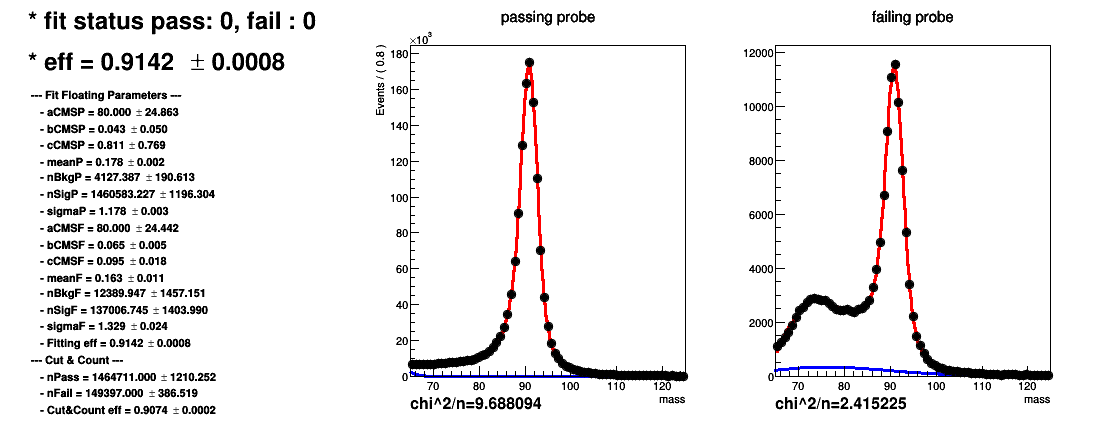 * fit status pass: 0, fail : 0
* eff = 0.9142 ± 0.0008
--- Fit Floating Parameters ---
- aCMSP = 80.000 ± 24.863
- bCMSP = 0.043 ± 0.050
- cCMSP = 0.811 ± 0.769
- meanP = 0.178 ± 0.002
- nBkgP = 4127.387 ± 190.613
- nSigP = 1460583.227 ± 1196.304
- sigmaP = 1.178 ± 0.003
- aCMSF = 80.000 ± 24.442
- bCMSF = 0.065 ± 0.005
- cCMSF = 0.095 ± 0.018
- meanF = 0.163 ± 0.011
- nBkgF = 12389.947 ± 1457.151
- nSigF = 137006.745 ± 1403.990
- sigmaF = 1.329 ± 0.024
- Fitting eff = 0.9142 ± 0.0008
--- Cut & Count ---
- nPass = 1464711.000 ± 1210.252
- nFail = 149397.000 ± 386.519
- Cut&Count eff = 0.9074 ± 0.0002
passing probe
×10³
Events / ( 0.8 )
180
160
140
120
100
80
60
40
20
0
70 80 90 100 110 120
mass
chi^2/n=9.688094
failing probe
12000
10000
8000
6000
4000
2000
0
70 80 90 100 110 120
mass
chi^2/n=2.415225